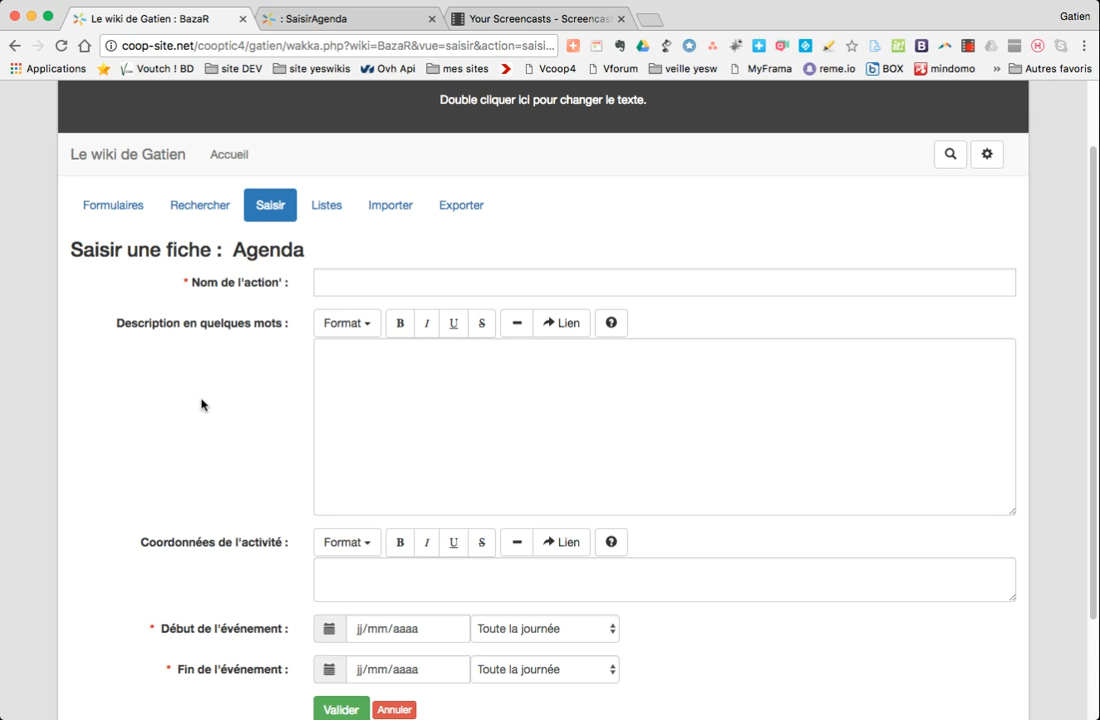 Le wiki de Gatien : BazaR
: SaisirAgenda
Your Screencasts - Screencas
Gatien
coop-site.net/cooptic4/gatien/wakka.php?wiki=BazaR&vue=saisir&action=saisi...
Applications
Voutch ! BD
site DEV
site yeswikis
Ovh Api
mes sites
Vcoop4
Vforum
veille yesw
MyFrama
reme.io
BOX
mindomo
»
Autres favoris
Double cliquer ici pour changer le texte.
Le wiki de Gatien
Accueil
Formulaires
Rechercher
Saisir
Listes
Importer
Exporter
Saisir une fiche : Agenda
* Nom de l'action' :
Description en quelques mots :
Format
B
I
U
S
Lien
Coordonnées de l'activité :
Format
B
I
U
S
Lien
* Début de l'événement :
jj/mm/aaaa
Toute la journée
* Fin de l'événement :
jj/mm/aaaa
Toute la journée
Valider
Annuler